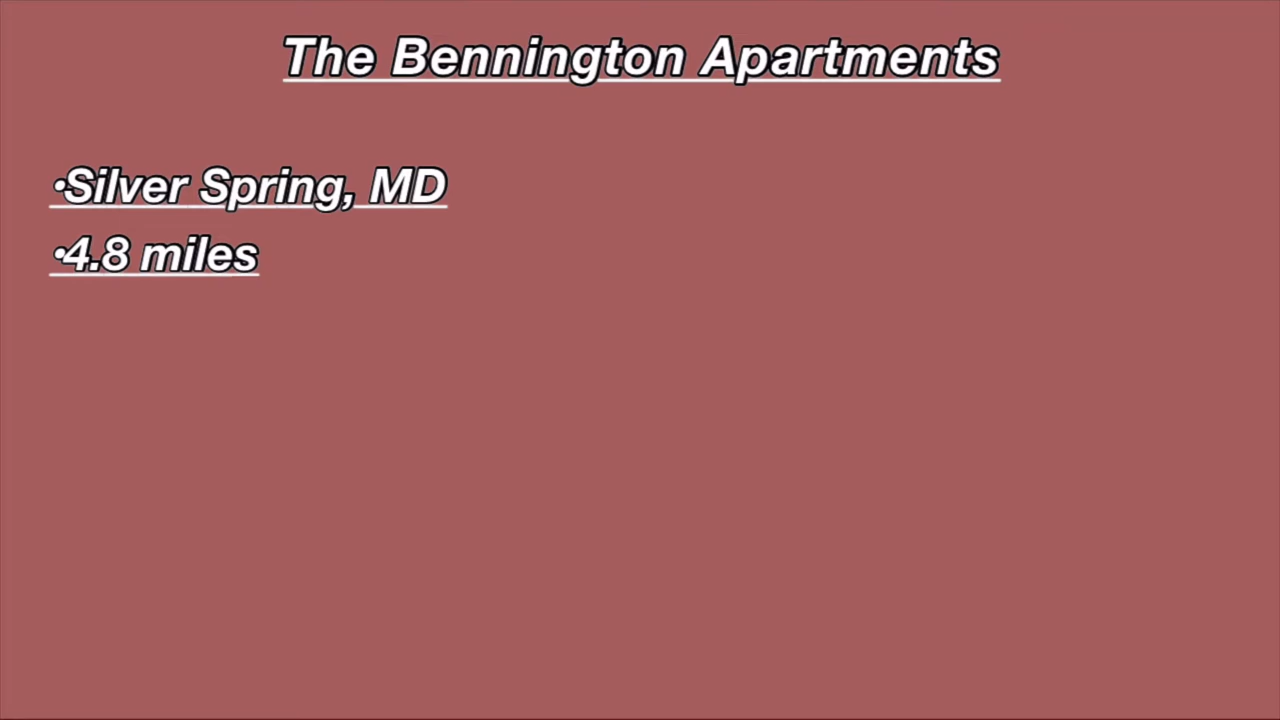 The Bennington Apartments
•Silver Spring, MD
•4.8 miles